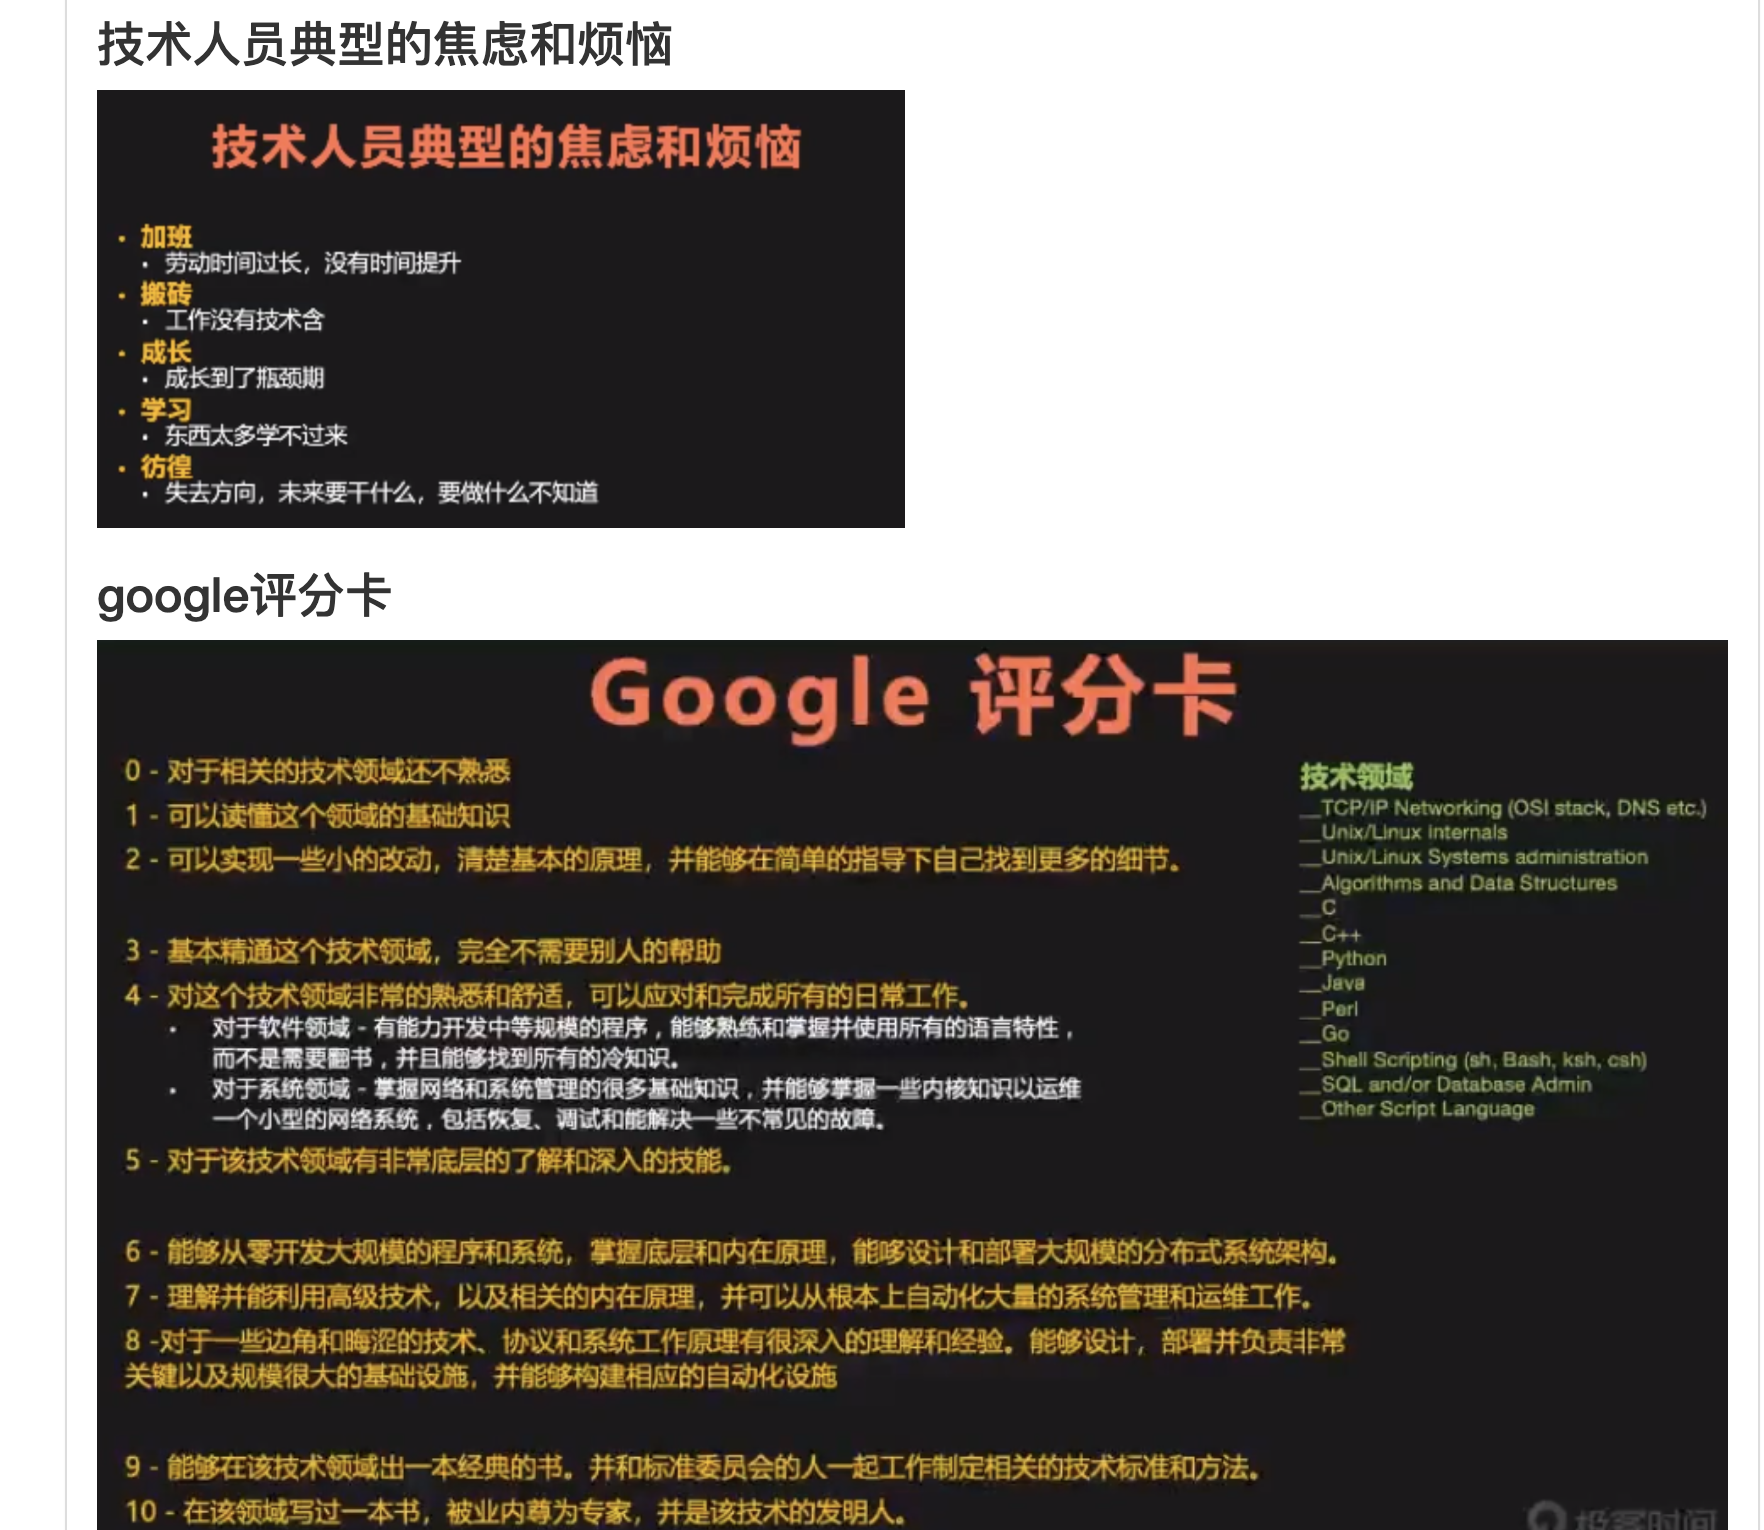 技术人员典型的焦虑和烦恼
技术人员典型的焦虑和烦恼
• 加班
• 劳动时间过长，没有时间提升
• 搬砖
• 工作没有技术含
• 成长
• 成长到了瓶颈期
• 学习
• 东西太多学不过来
• 彷徨
• 失去方向，未来要干什么，要做什么不知道
google评分卡
Google 评分卡
0 - 对于相关的技术领域还不熟悉
1 - 可以读懂这个领域的基础知识
2 - 可以实现一些小的改动，清楚基本的原理，并能够在简单的指导下自己找到更多的细节。
3 - 基本精通这个技术领域，完全不需要别人的帮助
4 - 对这个技术领域非常的熟悉和舒适，可以应对和完成所有的日常工作。
• 对于软件领域 - 有能力开发中等规模的程序，能够熟练和掌握并使用所有的语言特性，
而不是需要翻书，并且能够找到所有的冷知识。
• 对于系统领域 - 掌握网络和系统管理的很多基础知识，并能够掌握一些内核知识以运维
一个小型的网络系统，包括恢复、调试和能解决一些不常见的故障。
5 - 对于该技术领域有非常底层的了解和深入的技能。
6 - 能够从零开发大规模的程序和系统，掌握底层和内在原理，能哆设计和部署大规模的分布式系统架构。
7 - 理解并能利用高级技术，以及相关的内在原理，并可以从根本上自动化大量的系统管理和运维工作。
8 -对于一些边角和晦涩的技术、协议和系统工作原理有很深入的理解和经验。能够设计，部署并负责非常
关键以及规模很大的基础设施，并能够构建相应的自动化设施
9 - 能够在该技术领域出一本经典的书。并和标准委员会的人一起工作制定相关的技术标准和方法。
10 - 在该领域写过一本书，被业内尊为专家，并是该技术的发明人。
技术领域
__TCP/IP Networking (OSI stack, DNS etc.)
__Unix/Linux internals
__Unix/Linux Systems administration
__Algorithms and Data Structures
__C
__C++
__Python
__Java
__Perl
__Go
__Shell Scripting (sh, Bash, ksh, csh)
__SQL and/or Database Admin
__Other Script Language
极客时间